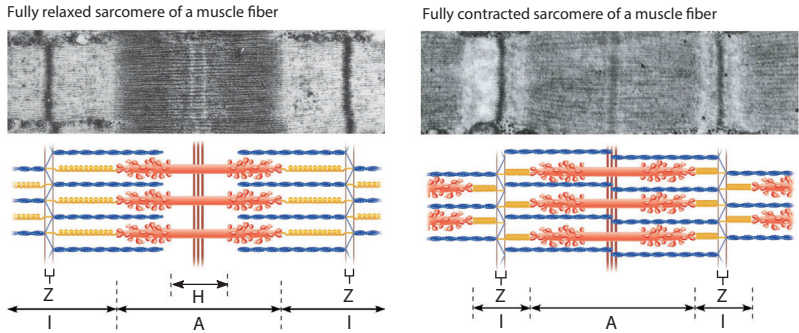 Fully relaxed sarcomere of a muscle fiber
Fully contracted sarcomere of a muscle fiber
Z H Z
I A I
Z Z
I A I